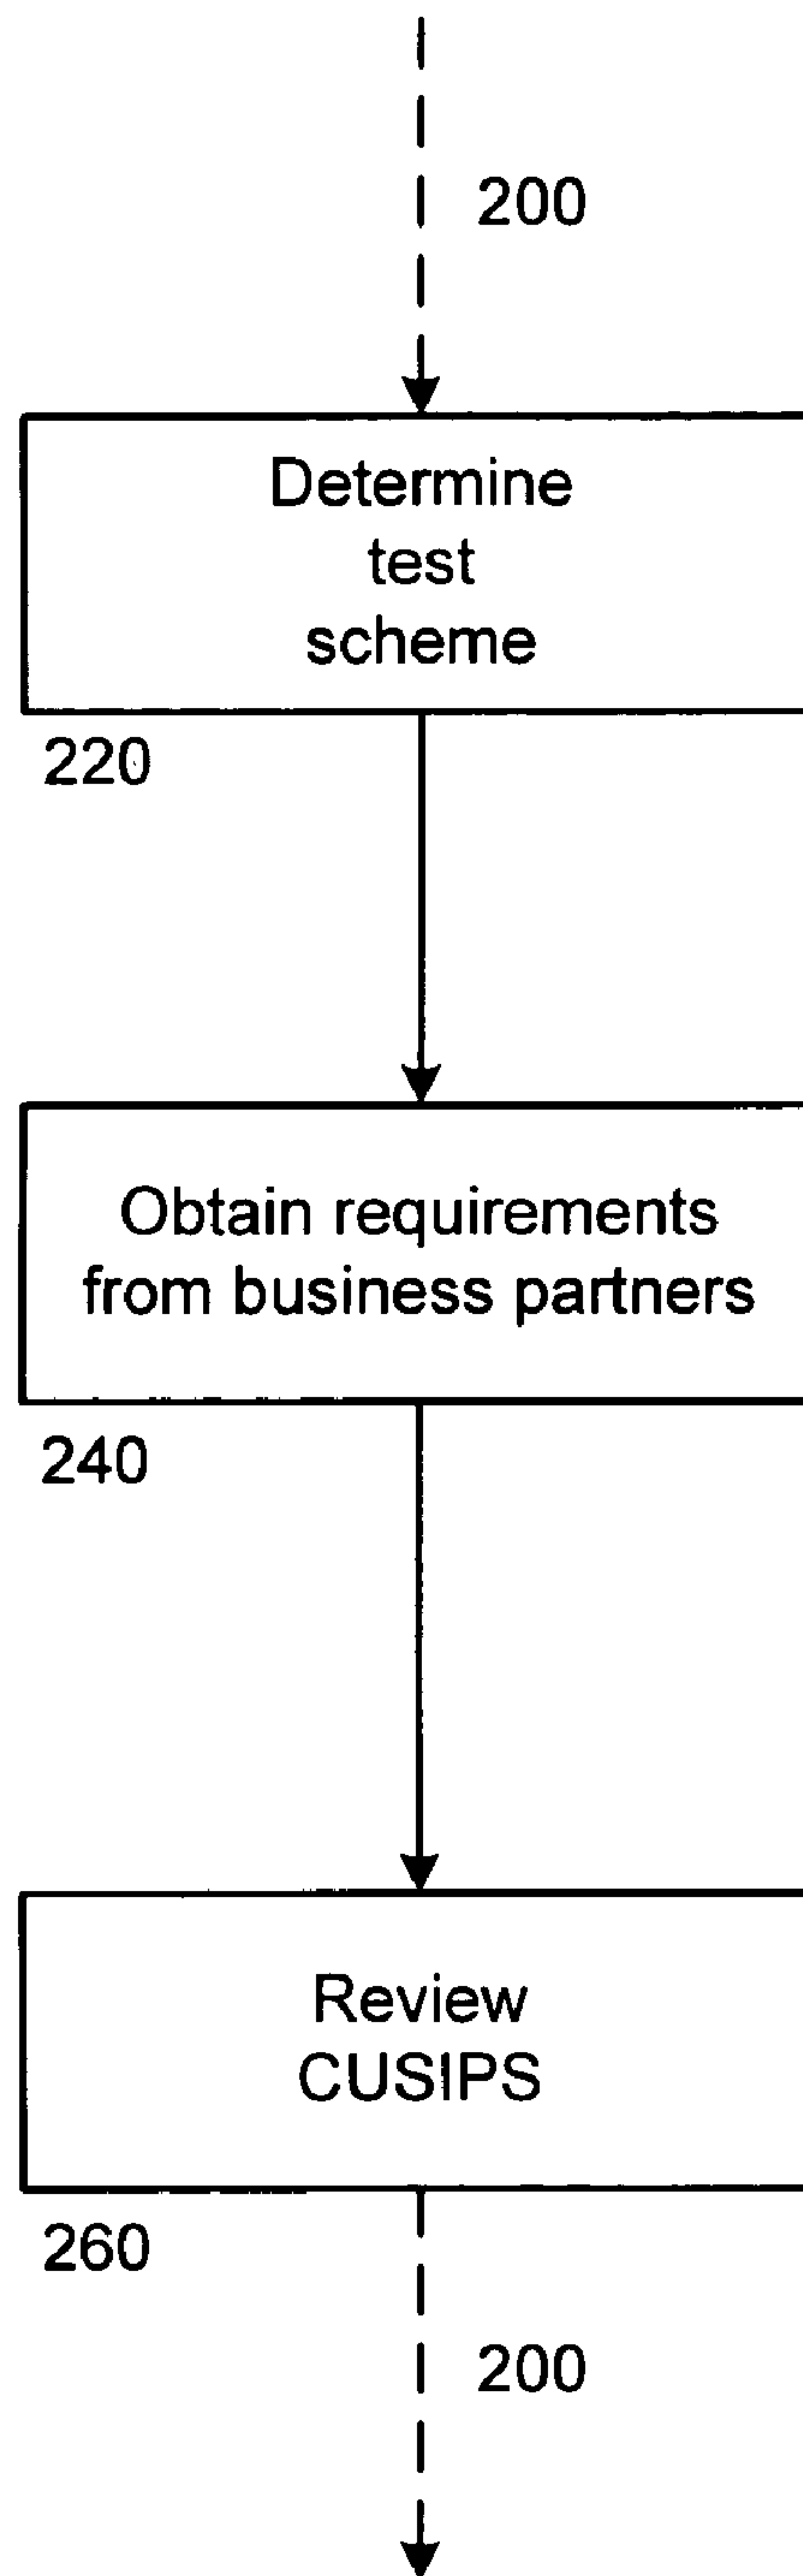 200
Determine
test
scheme
220
Obtain requirements
from business partners
240
Review
CUSIPS
260
200